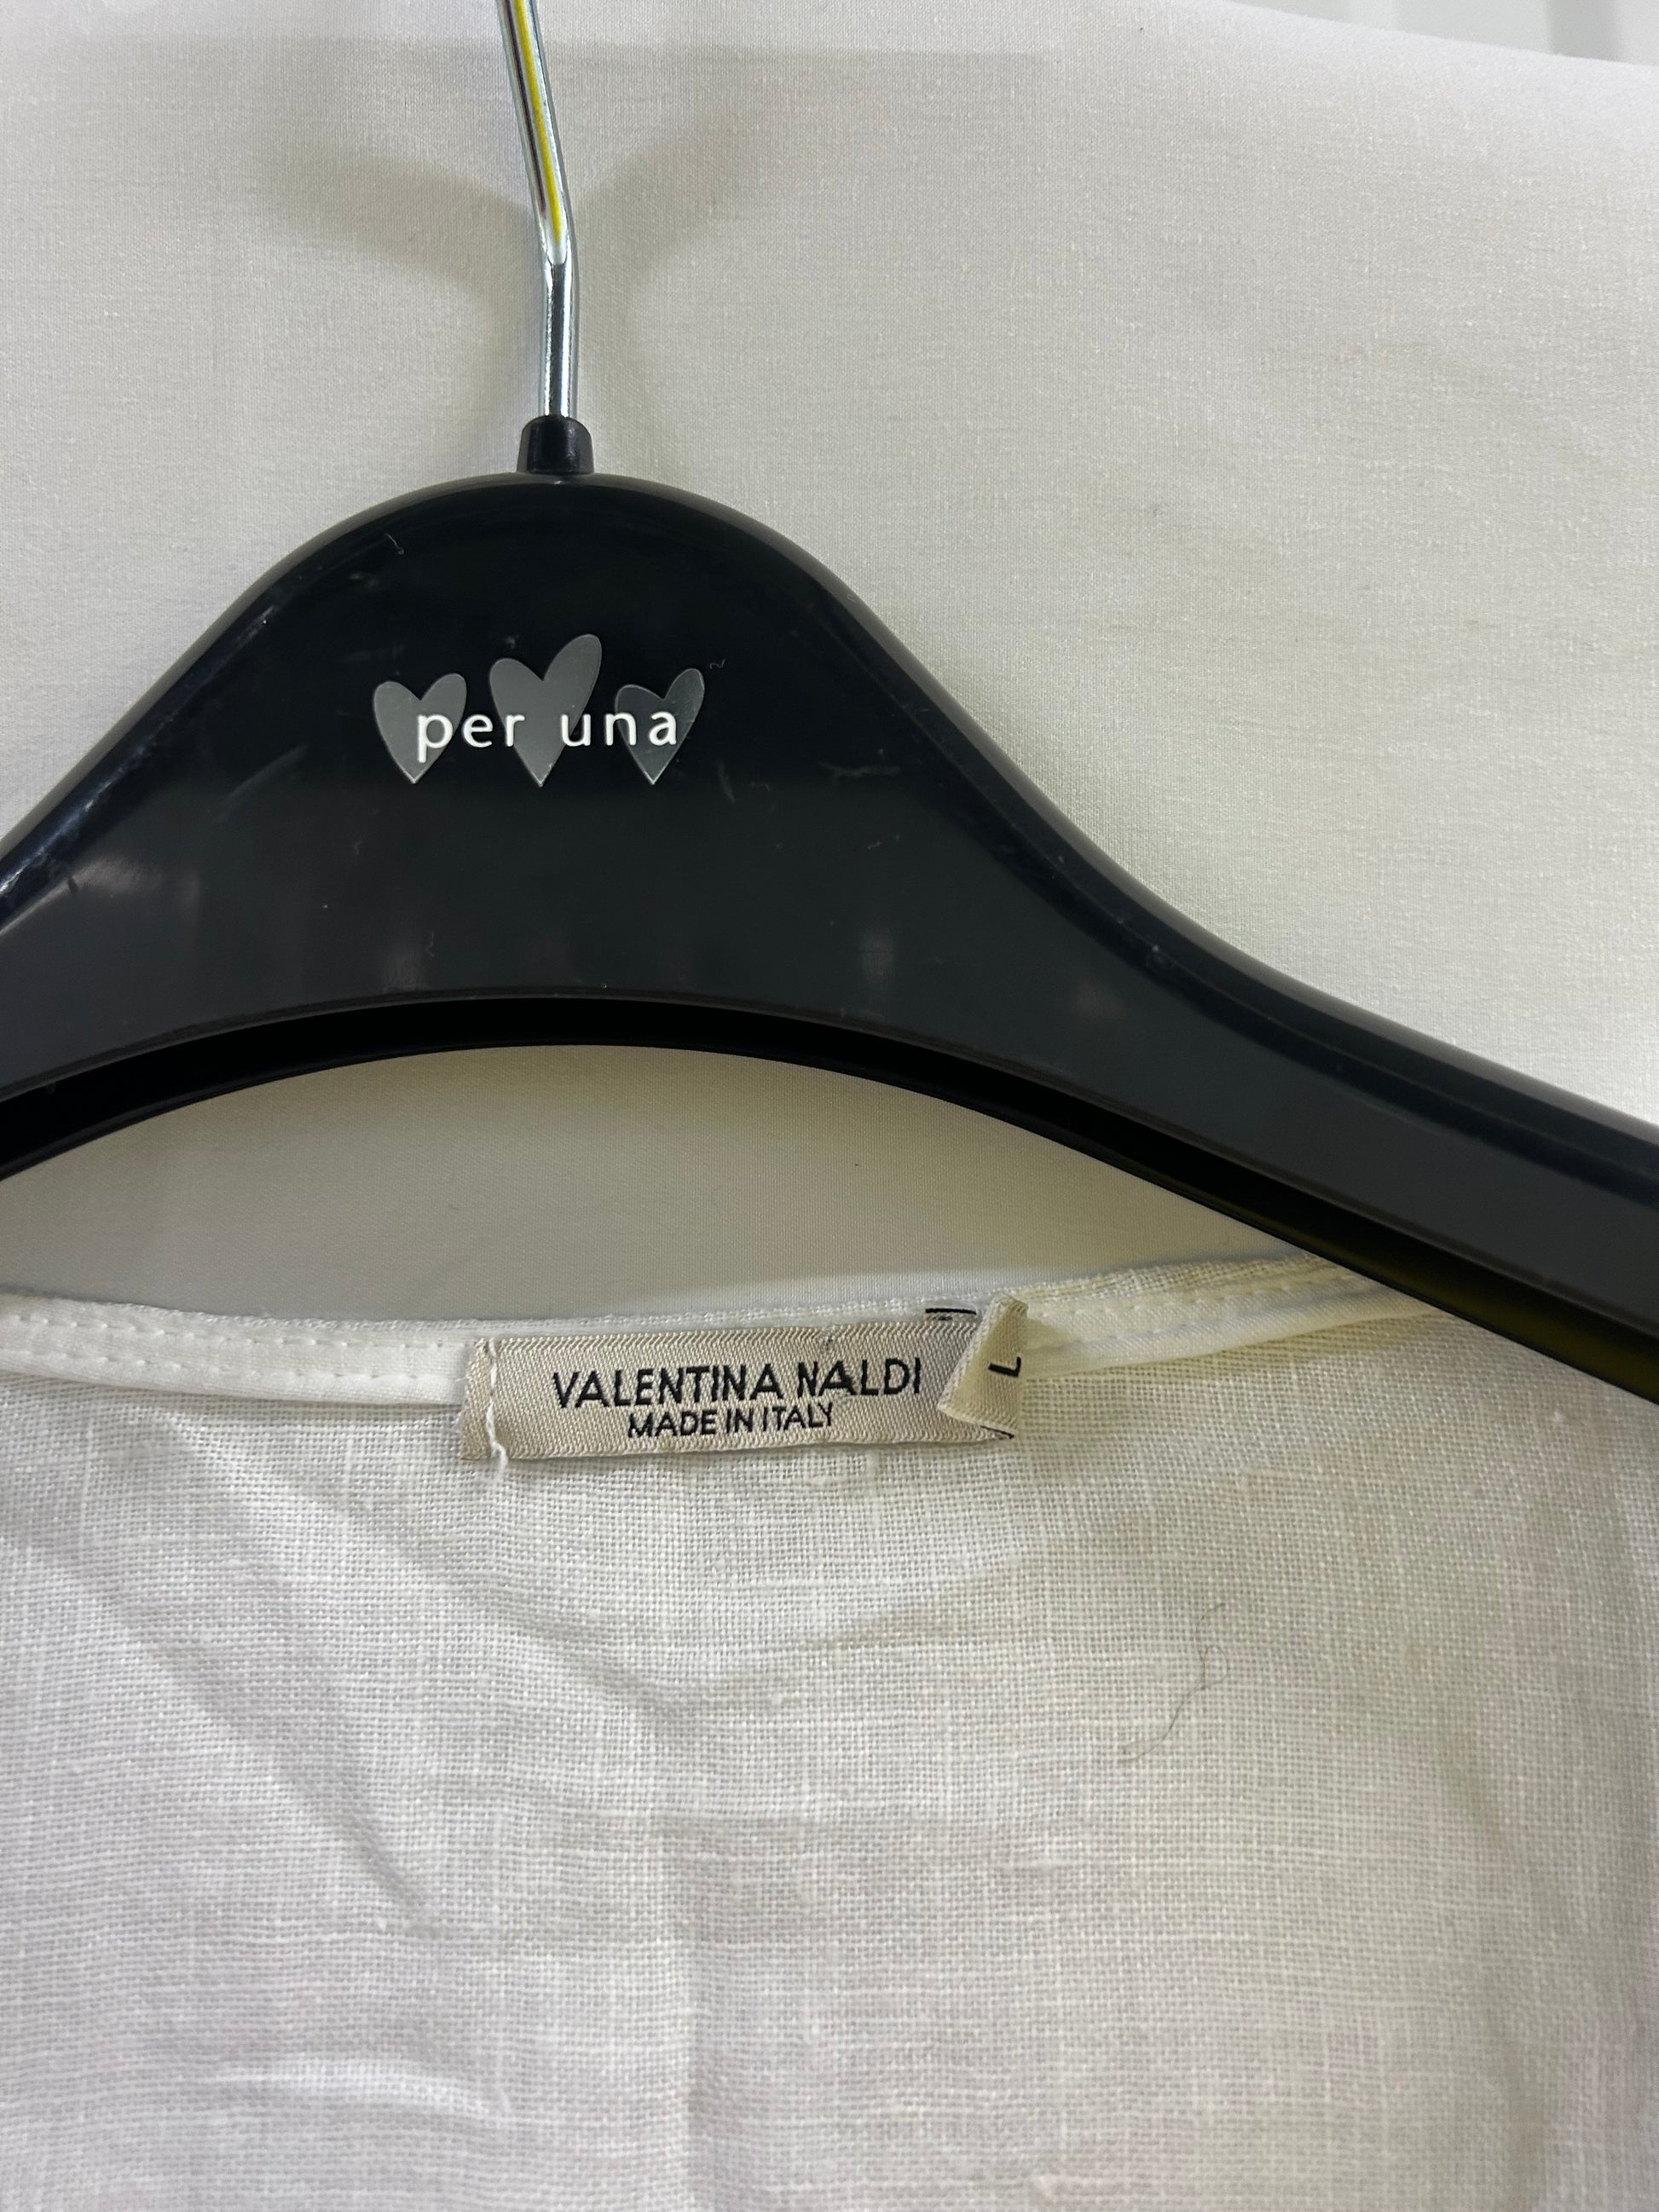 per una
VALENTINA NALDI
MADE IN ITALY
L